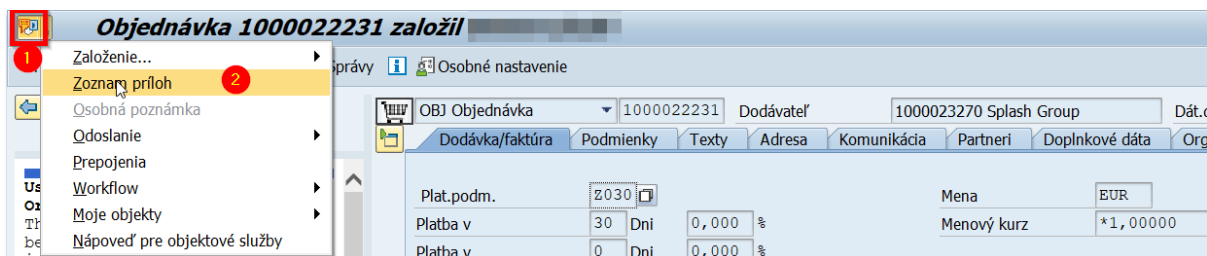 Objednávka 1000022231 založil
1
Založenie...
právy Osobné nastavenie
Zoznam príloh 2
Osobná poznámka
OBJ Objednávka 1000022231 Dodávateľ 1000023270 Splash Group
Odoslanie
Dodávka/faktúra Podmienky Texty Adresa Komunikácia Partneri Doplnkové dáta Org
Prepojenia
Workflow
Plat.podm. Z030 Mena EUR
Moje objekty
Platba v 30 Dni 0,000 % Menový kurz *1,00000
Nápoveď pre objektové služby
Platba v 0 Dni 0,000 %